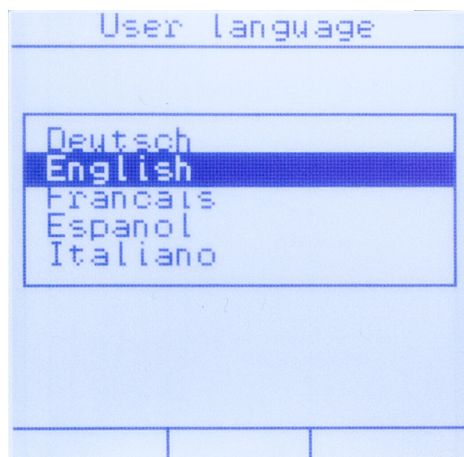 User language
Deutsch
English
Francais
Espanol
Italiano